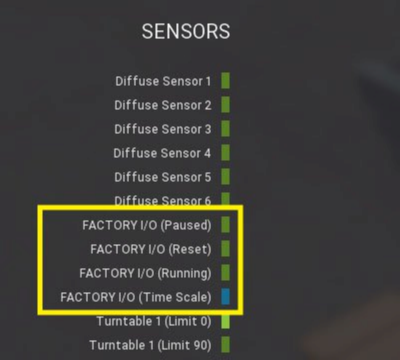 SENSORS
Diffuse Sensor 1
Diffuse Sensor 2
Diffuse Sensor 3
Diffuse Sensor 4
Diffuse Sensor 5
Diffuse Sensor 6
FACTORY I/O (Paused)
FACTORY I/O (Reset)
FACTORY I/O (Running)
FACTORY I/O (Time Scale)
Turntable 1 (Limit 0)
Turntable 1 (Limit 90)